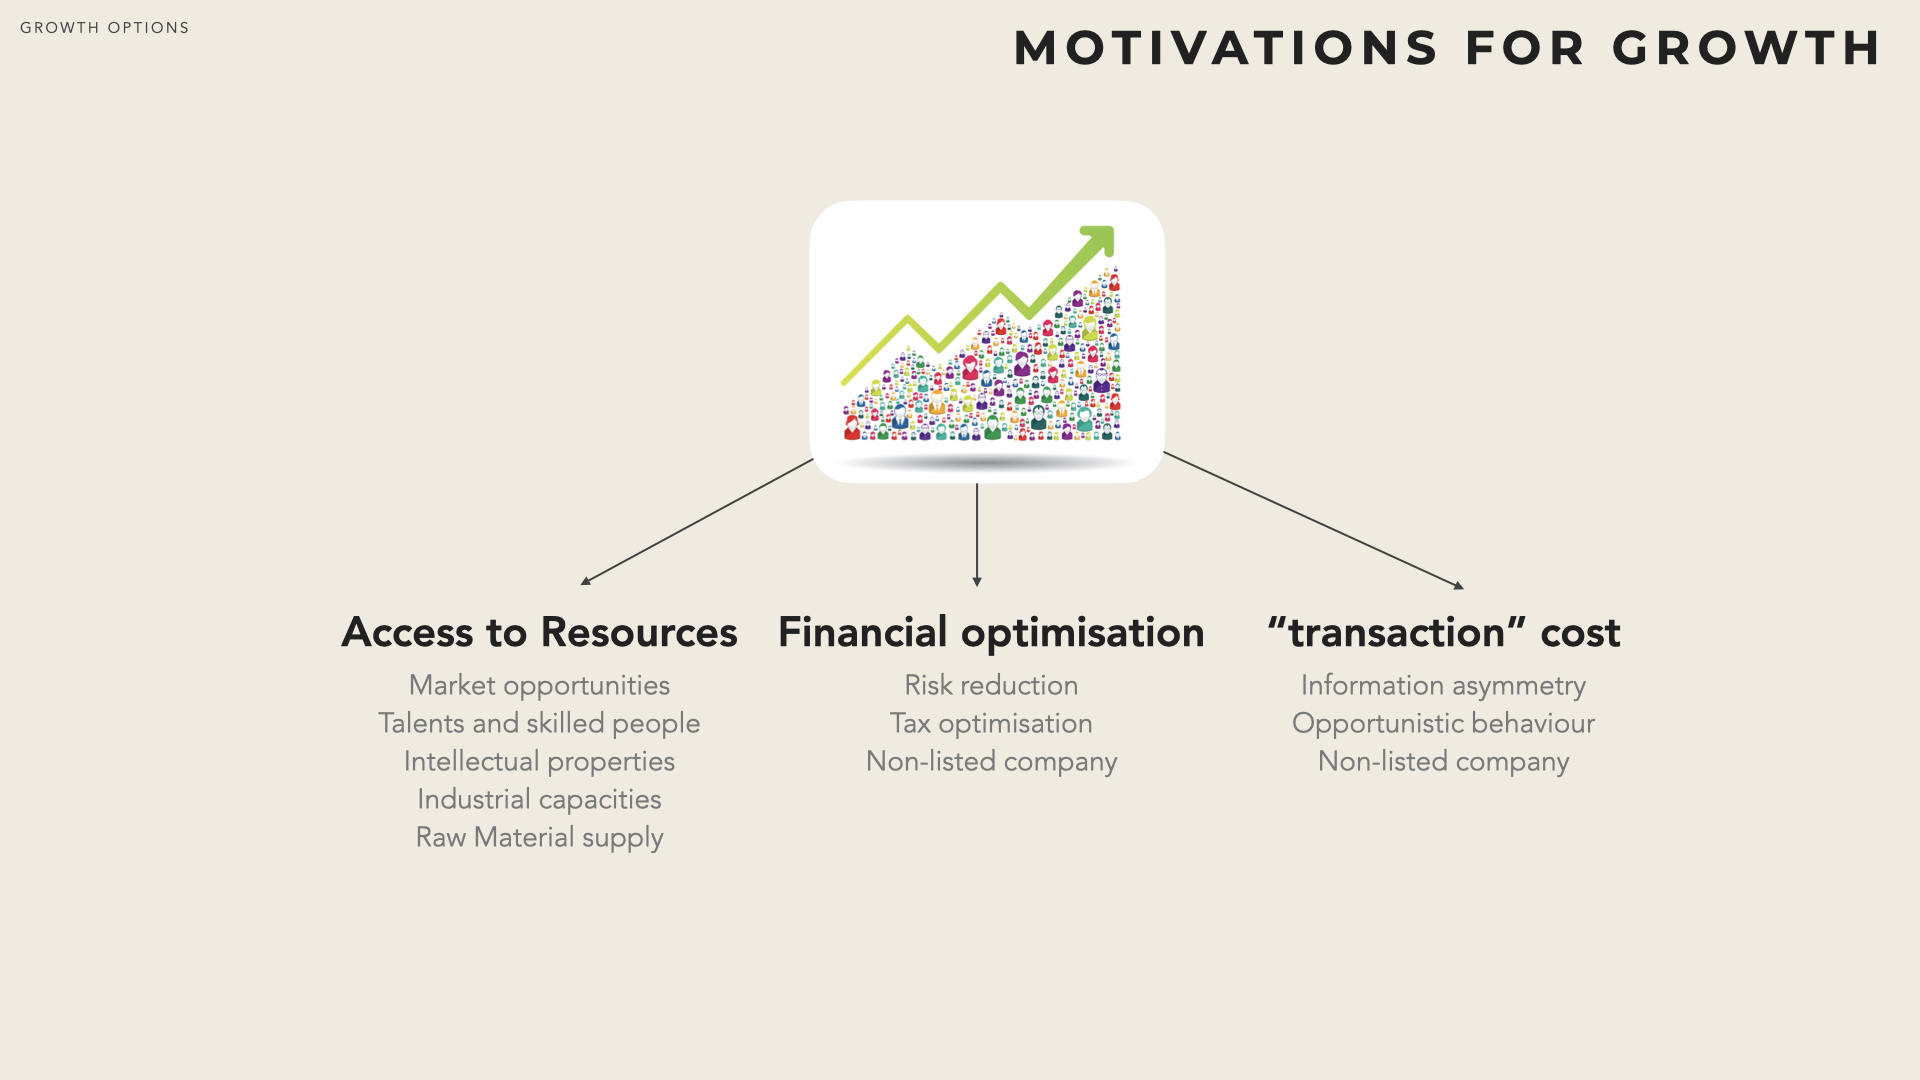 GROWTH OPTIONS
MOTIVATIONS FOR GROWTH
Access to Resources
Market opportunities
Talents and skilled people
Intellectual properties
Industrial capacities
Raw Material supply
Financial optimisation
Risk reduction
Tax optimisation
Non-listed company
“transaction” cost
Information asymmetry
Opportunistic behaviour
Non-listed company